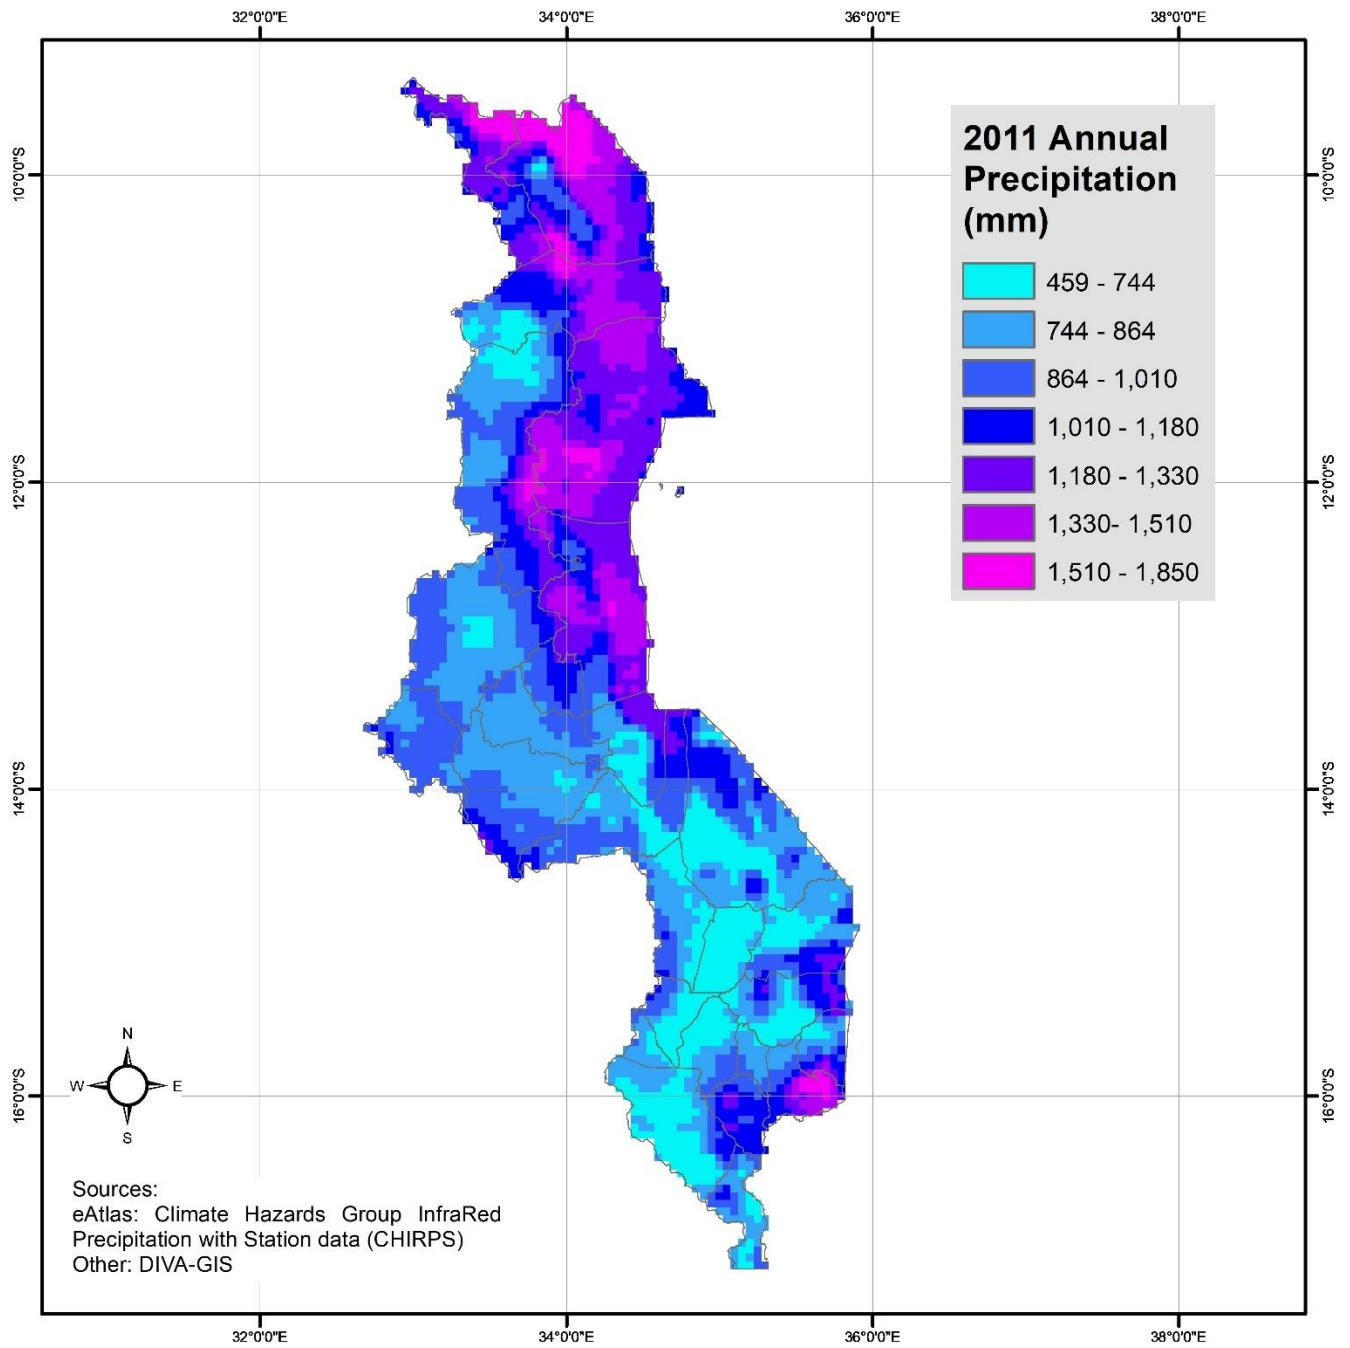 32°0'0"E 34°0'0"E 36°0'0"E 38°0'0"E
2011 Annual
Precipitation
(mm)
459 - 744
744 - 864
864 - 1,010
1,010 - 1,180
1,180 - 1,330
1,330- 1,510
1,510 - 1,850
10°0'0"S 10°0'0"S
12°0'0"S 12°0'0"S
14°0'0"S 14°0'0"S
16°0'0"S 16°0'0"S
N
W E
S
Sources:
eAtlas: Climate Hazards Group InfraRed
Precipitation with Station data (CHIRPS)
Other: DIVA-GIS
32°0'0"E 34°0'0"E 36°0'0"E 38°0'0"E